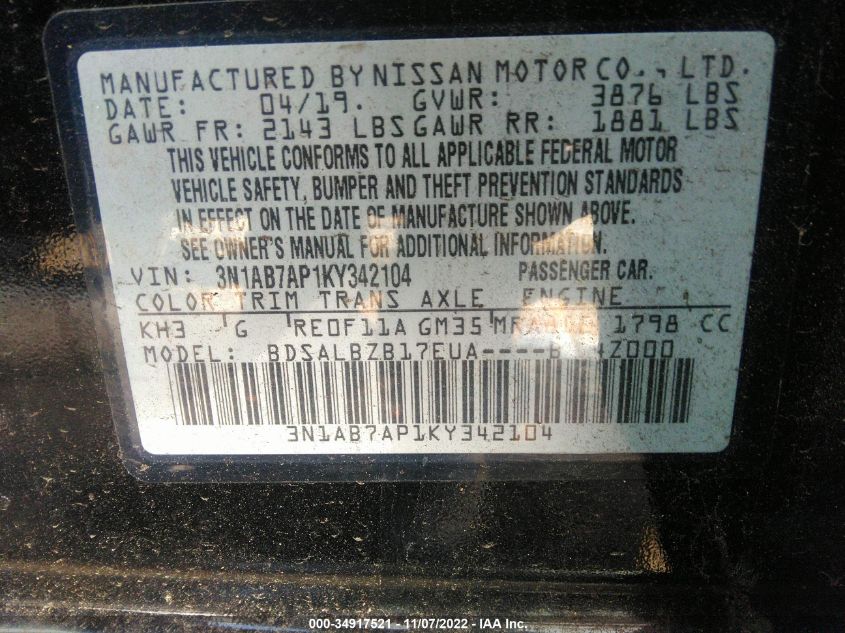 MANUFACTURED BY NISSAN MOTOR CO., LTD.
DATE: 04/19. GVWR: 3876 LBS
GAWR FR: 2143 LBS GAWR RR: 1881 LBS
THIS VEHICLE CONFORMS TO ALL APPLICABLE FEDERAL MOTOR
VEHICLE SAFETY, BUMPER AND THEFT PREVENTION STANDARDS
IN EFFECT ON THE DATE OF MANUFACTURE SHOWN ABOVE.
SEE OWNER'S MANUAL FOR ADDITIONAL INFORMATION.
VIN: 3N1AB7AP1KY342104 PASSENGER CAR.
COLOR TRIM TRANS AXLE ENGINE
KH3 G RE0F11A GM35 1798 CC
MODEL:
3N1AB7AP1KY342104
000-34917521 - 11/07/2022 - IAA Inc.